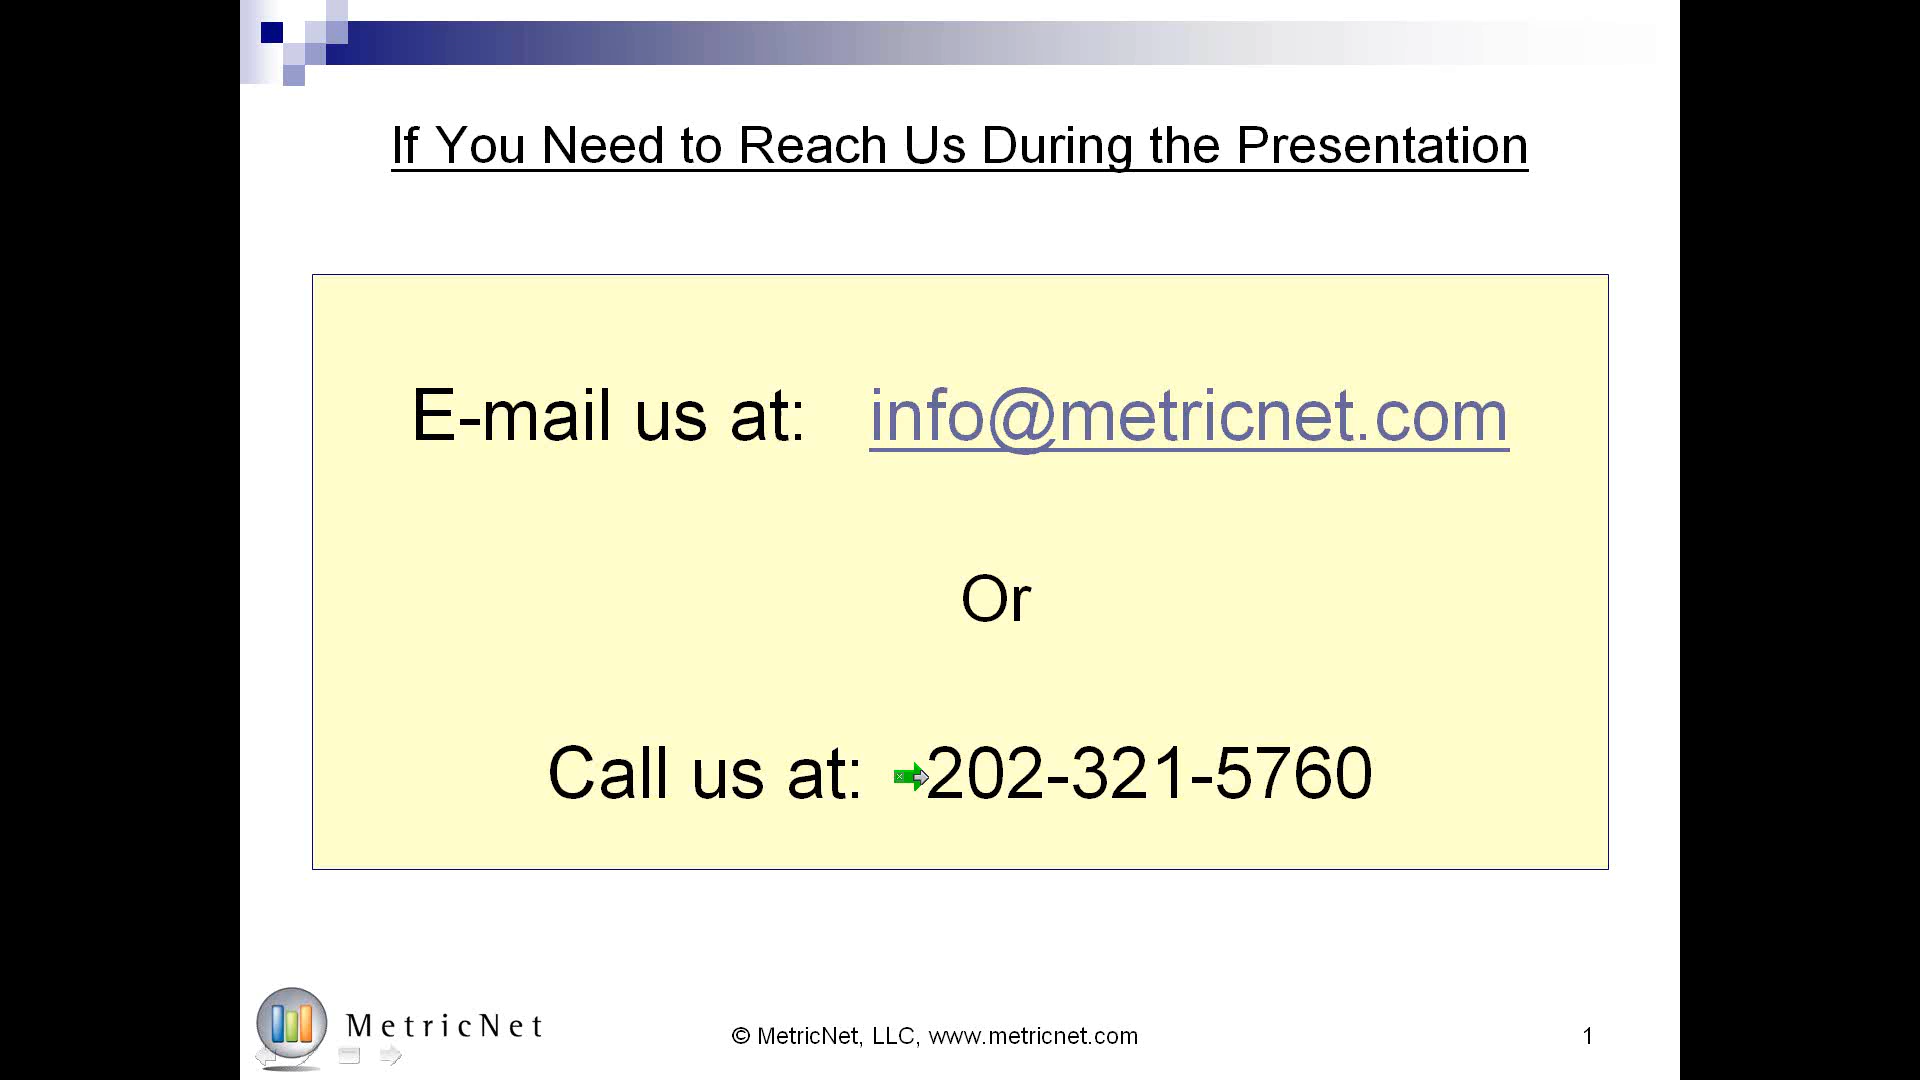 If You Need to Reach Us During the Presentation
E-mail us at: info@metricnet.com
Or
Call us at: 202-321-5760
MetricNet
© MetricNet, LLC, www.metricnet.com
1